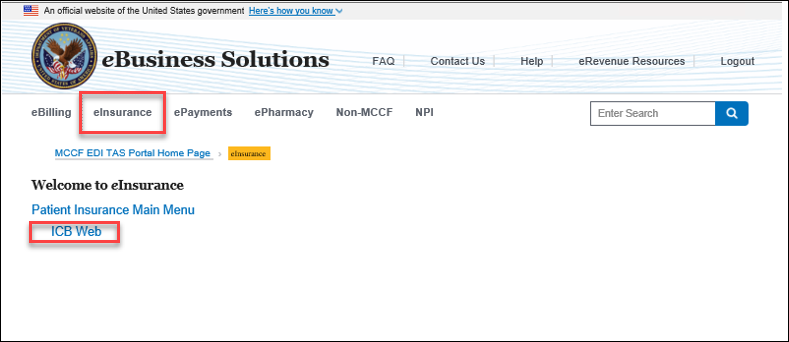 An official website of the United States government Here's how you know
eBusiness Solutions
FAQ Contact Us Help eRevenue Resources Logout
eBilling eInsurance ePayments ePharmacy Non-MCCF NPI Enter Search
MCCF EDI TAS Portal Home Page › eInsurance
Welcome to eInsurance
Patient Insurance Main Menu
ICB Web